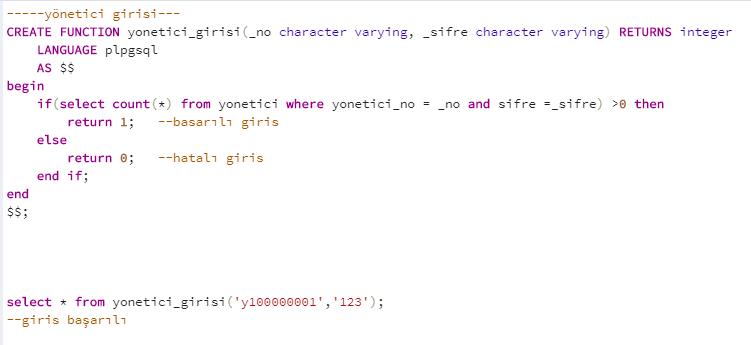 -----yönetici girisi---
CREATE FUNCTION yonetici_girisi(_no character varying, _sifre character varying) RETURNS integer
    LANGUAGE plpgsql
    AS $$
begin
    if(select count(*) from yonetici where yonetici_no = _no and sifre =_sifre) >0 then
        return 1;   --basarılı giris
    else
        return 0;   --hatalı giris
    end if;
end
$$;
select * from yonetici_girisi('y100000001','123');
--giris başarılı